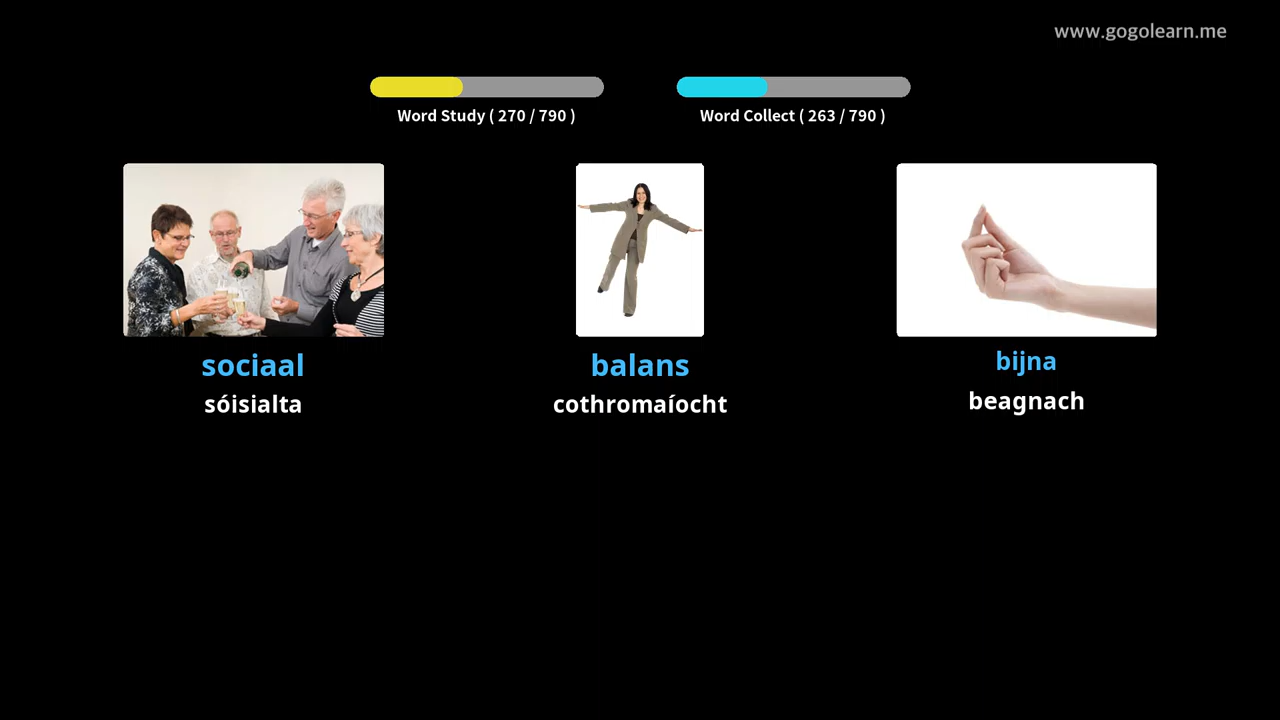 www.gogolearn.me
Word Study ( 270 / 790 )
Word Collect ( 263 / 790 )
sociaal
sóisialta
balans
cothromaíocht
bijna
beagnach